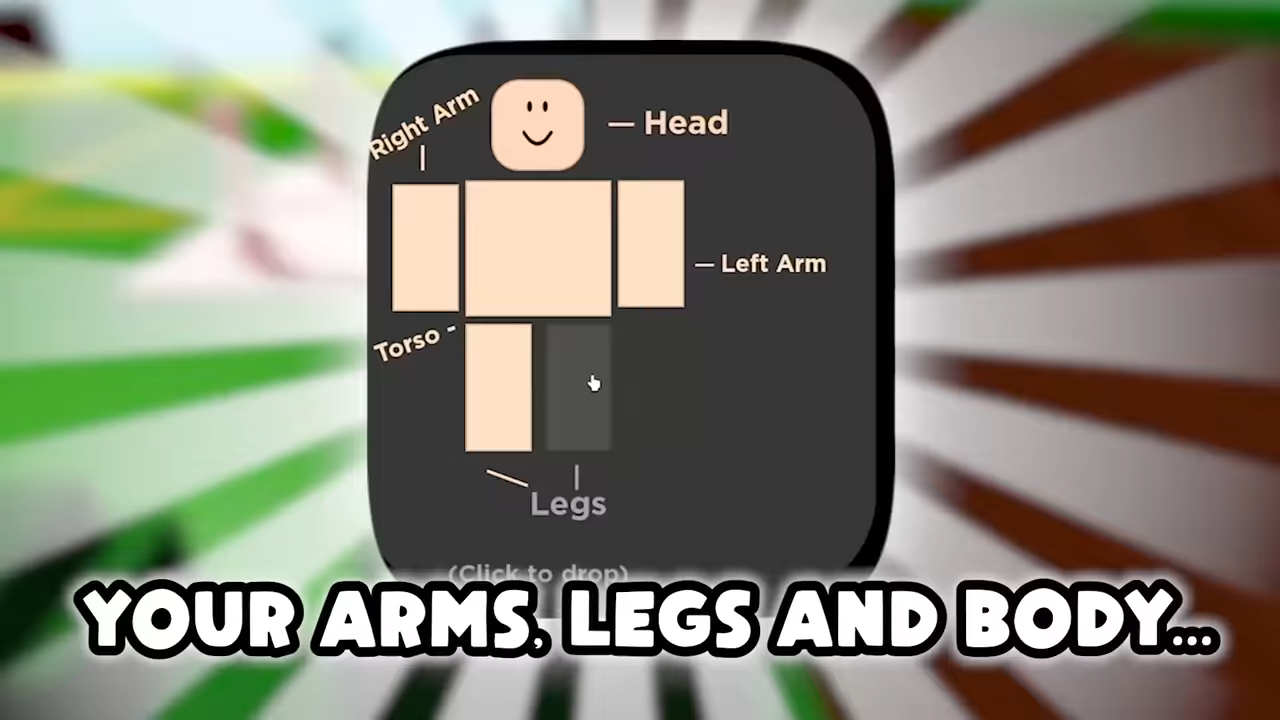 Right Arm
— Head
— Left Arm
Torso -
Legs
(Click to drop)
YOUR ARMS, LEGS AND BODY...